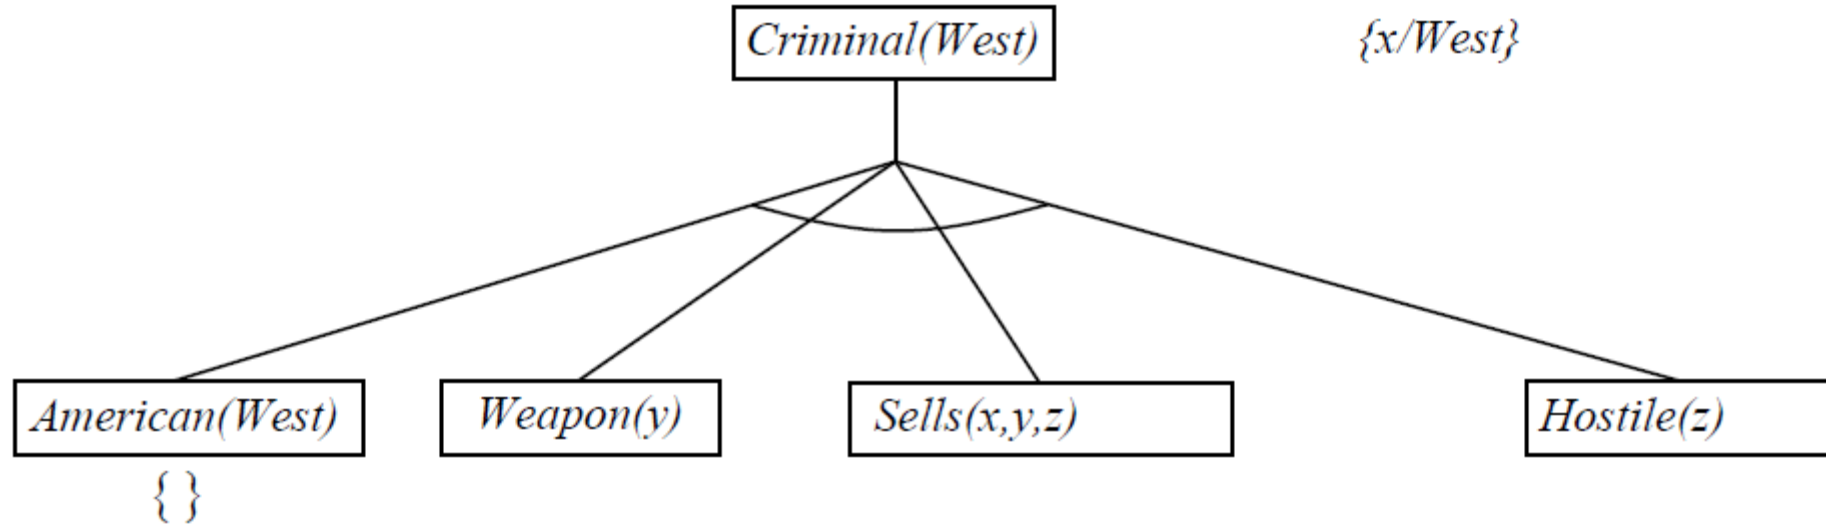 Criminal(West)
{x/West}
American(West)
Weapon(y)
Sells(x,y,z)
Hostile(z)
{ }